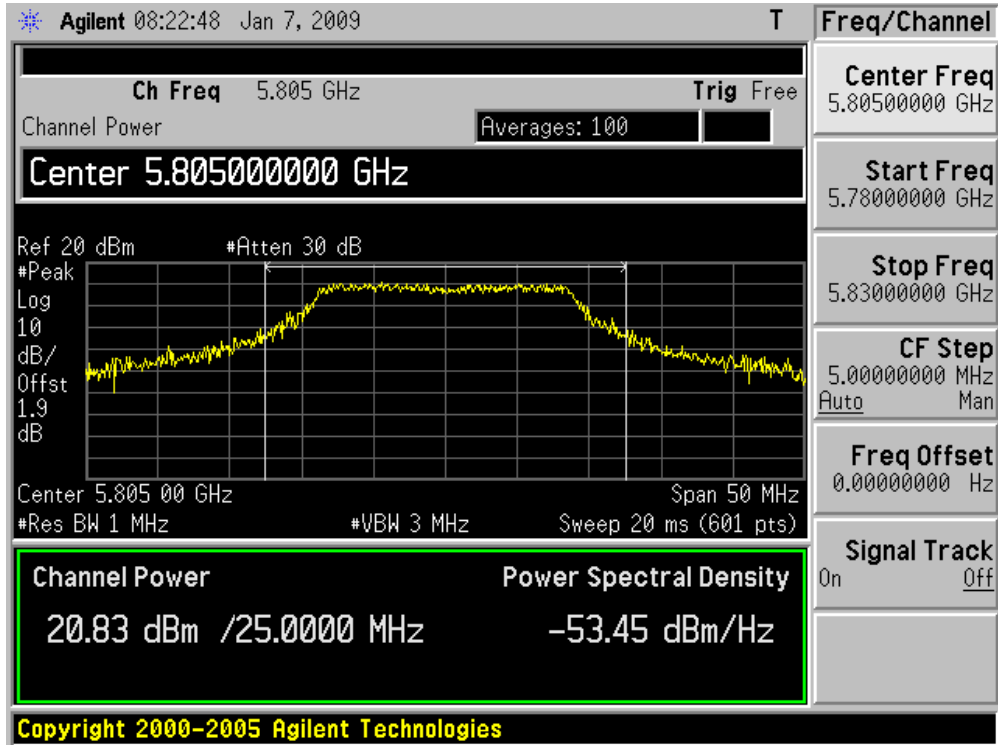 Agilent 08:22:48 Jan 7, 2009 T
Ch Freq 5.805 GHz Trig Free
Channel Power Averages: 100
Center 5.805000000 GHz
Ref 20 dBm #Atten 30 dB
#Peak
Log
10
dB/
Offst
1.9
dB
Center 5.805 00 GHz Span 50 MHz
#Res BW 1 MHz #VBW 3 MHz Sweep 20 ms (601 pts)
Channel Power Power Spectral Density
20.83 dBm /25.0000 MHz -53.45 dBm/Hz
Copyright 2000-2005 Agilent Technologies
Freq/Channel
Center Freq
5.80500000 GHz
Start Freq
5.78000000 GHz
Stop Freq
5.83000000 GHz
CF Step
5.00000000 MHz
Auto Man
Freq Offset
0.00000000 Hz
Signal Track
On Off